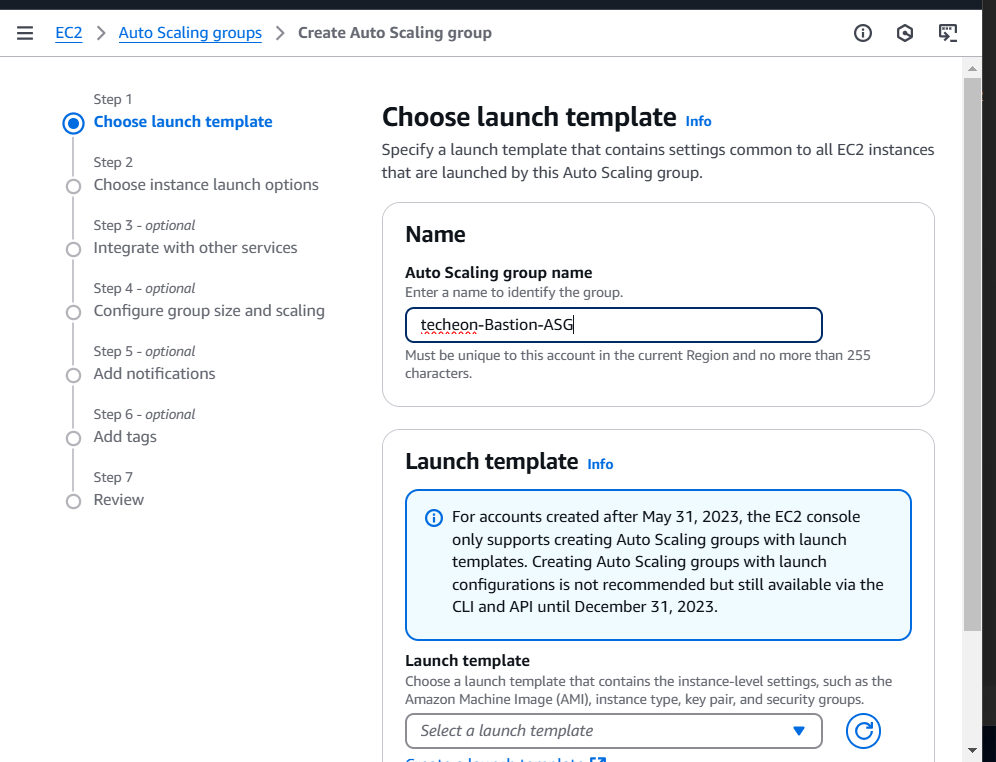 EC2 > Auto Scaling groups > Create Auto Scaling group
Step 1
Choose launch template
Step 2
Choose instance launch options
Step 3 - optional
Integrate with other services
Step 4 - optional
Configure group size and scaling
Step 5 - optional
Add notifications
Step 6 - optional
Add tags
Step 7
Review
Choose launch template Info
Specify a launch template that contains settings common to all EC2 instances
that are launched by this Auto Scaling group.
Name
Auto Scaling group name
Enter a name to identify the group.
techeon-Bastion-ASG
Must be unique to this account in the current Region and no more than 255
characters.
Launch template Info
For accounts created after May 31, 2023, the EC2 console
only supports creating Auto Scaling groups with launch
templates. Creating Auto Scaling groups with launch
configurations is not recommended but still available via the
CLI and API until December 31, 2023.
Launch template
Choose a launch template that contains the instance-level settings, such as the
Amazon Machine Image (AMI), instance type, key pair, and security groups.
Select a launch template
Create a launch template